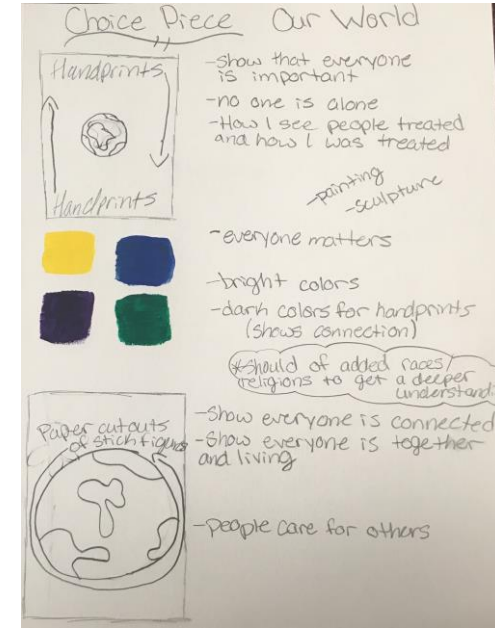 Choice Piece Our World
Handprints
Handprints
-show that everyone
is important
-no one is alone
-How I see people treated
and how I was treated
-painting
-sculpture
-everyone matters
-bright colors
-dark colors for handprints
(shows connection)
*should of added races/
religions to get a deeper
understand.
Paper cutouts
of stick figures
-Show everyone is connected
-Show everyone is together
and living
-people care for others